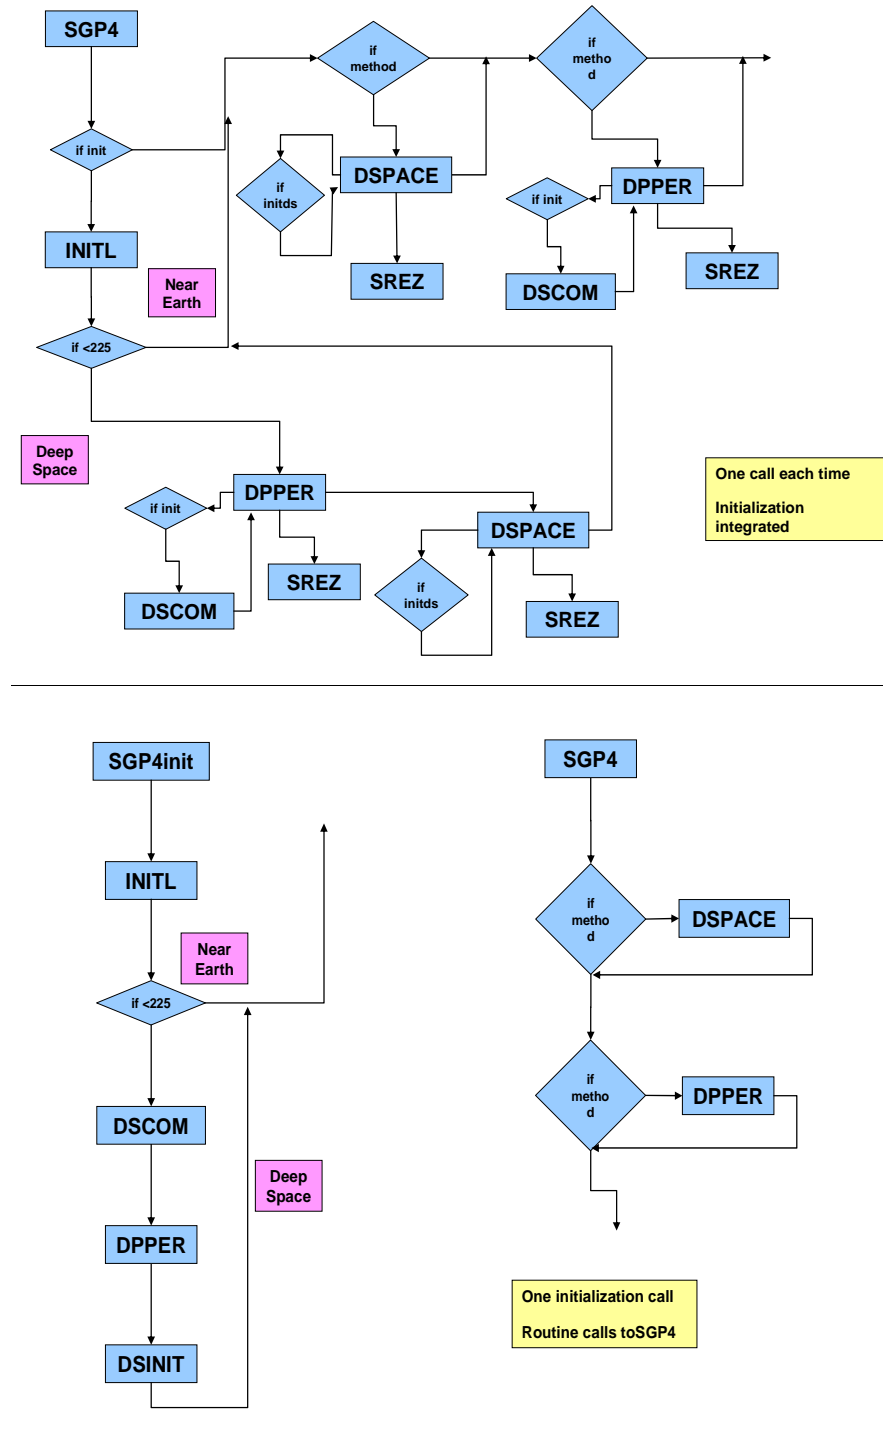 SGP4
if
method
if
metho
d
if init
DSPACE
DPPER
if
initds
if init
INITL
SREZ
DSCOM
SREZ
Near
Earth
if <225
Deep
Space
One call each time
Initialization
integrated
DPPER
if init
DSPACE
SREZ
if
initds
DSCOM
SREZ
SGP4init
SGP4
INITL
if
metho
d
DSPACE
Near
Earth
if <225
if
metho
d
DPPER
DSCOM
Deep
Space
DPPER
One initialization call
Routine calls toSGP4
DSINIT